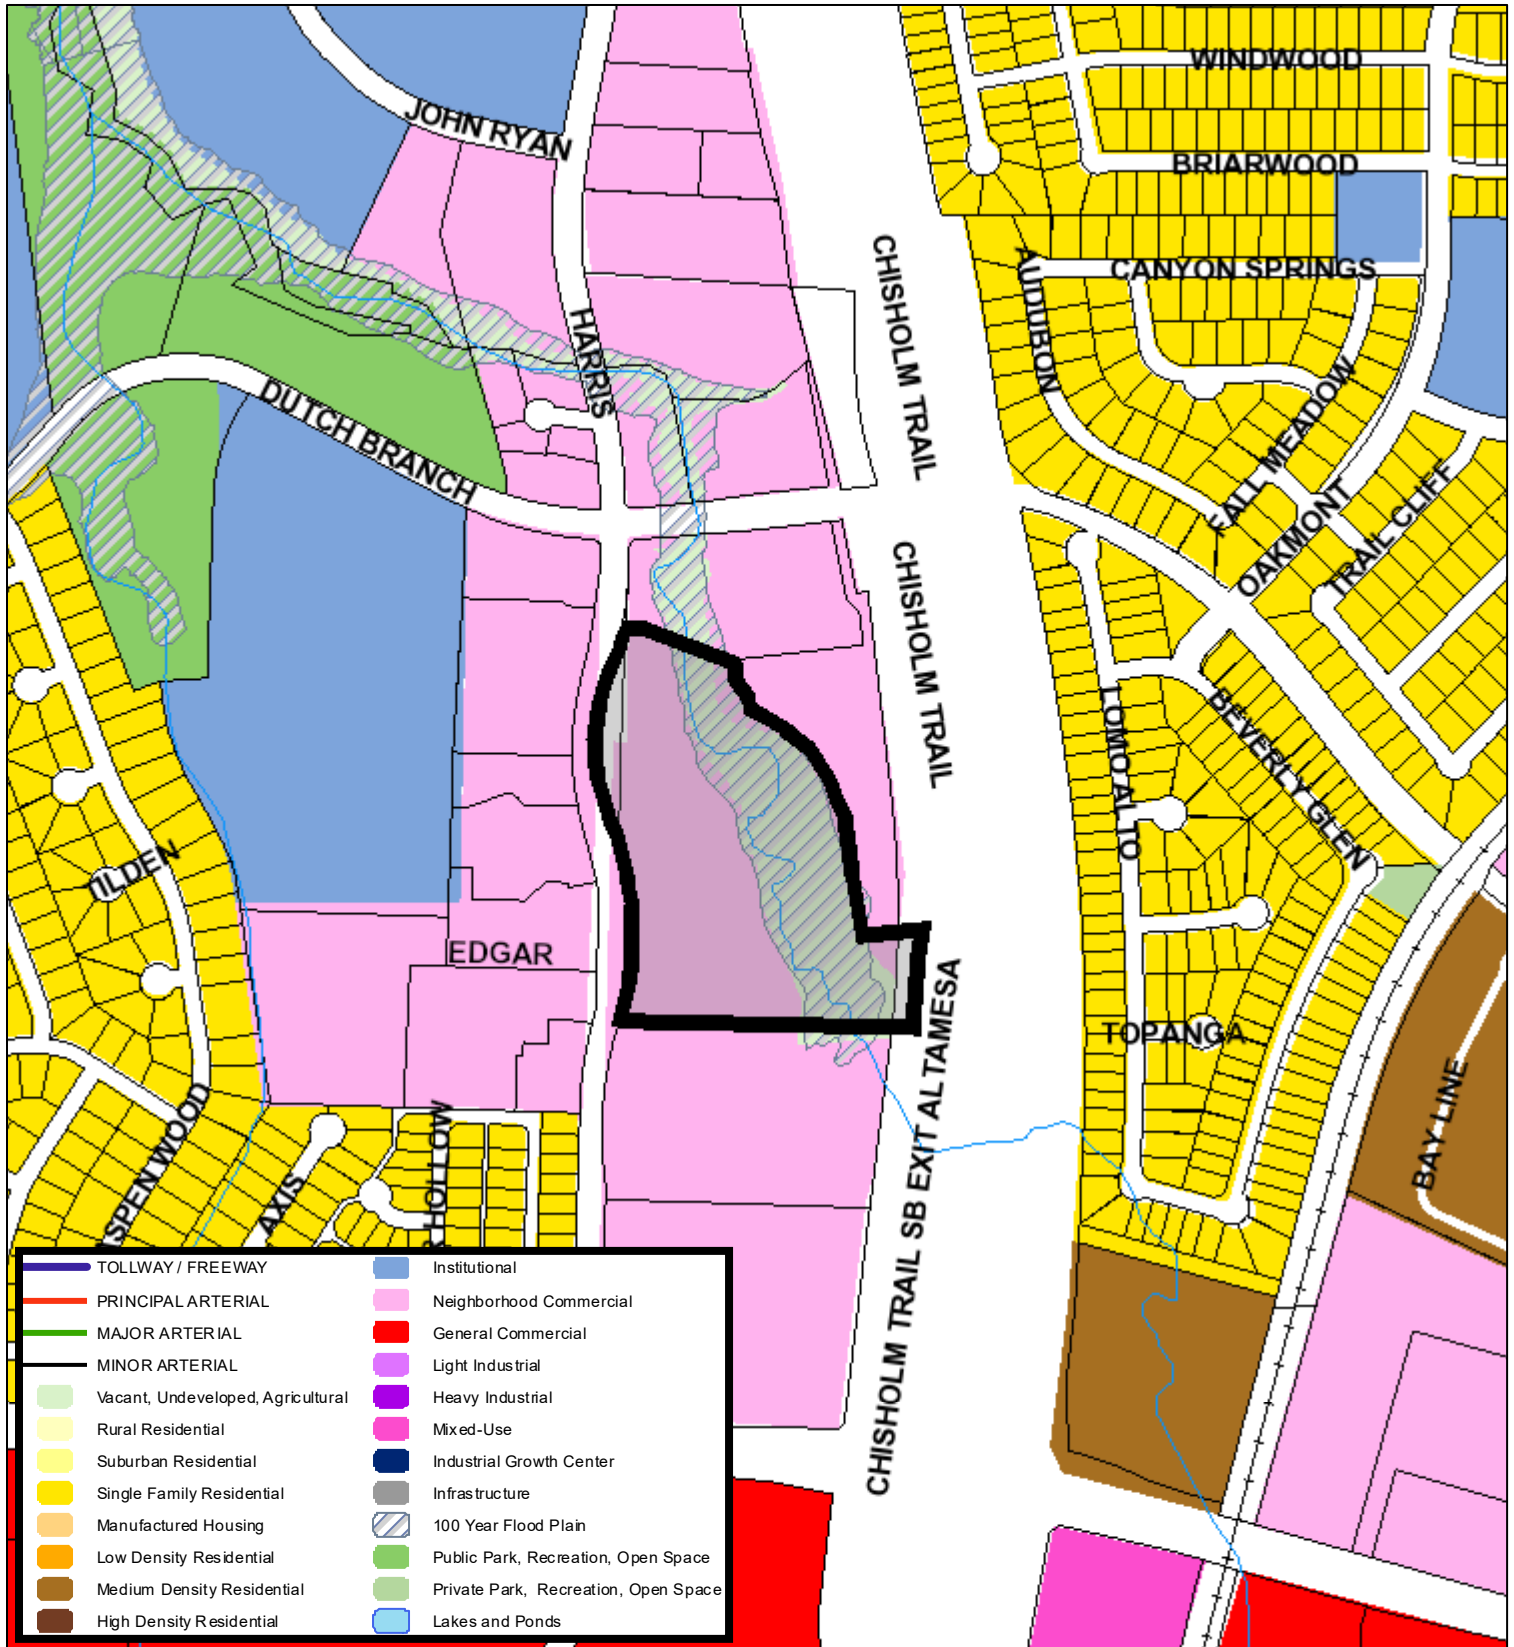 WINDWOOD
JOHN RYAN
BRIARWOOD
CANYON SPRINGS
CHISHOLM TRAIL
AUDUBON
HARRIS
DUTCH BRANCH
FALL MEADOW
OAKMONT
TRAIL CLIFF
CHISHOLM TRAIL
LOMO ALTO
BEVERLY GLEN
TILDEN
EDGAR
CHISHOLM TRAIL SB EXIT ALTAMESA
TOPANGA
BAY LINE
ASPEN WOOD
AXIS
HOLLOW
TOLLWAY / FREEWAY
PRINCIPAL ARTERIAL
MAJOR ARTERIAL
MINOR ARTERIAL
Vacant, Undeveloped, Agricultural
Rural Residential
Suburban Residential
Single Family Residential
Manufactured Housing
Low Density Residential
Medium Density Residential
High Density Residential
Institutional
Neighborhood Commercial
General Commercial
Light Industrial
Heavy Industrial
Mixed-Use
Industrial Growth Center
Infrastructure
100 Year Flood Plain
Public Park, Recreation, Open Space
Private Park, Recreation, Open Space
Lakes and Ponds